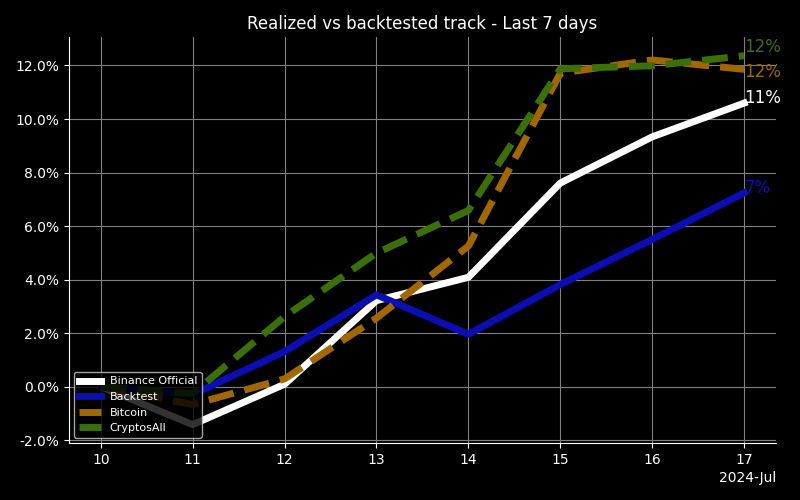 Realized vs backtested track - Last 7 days
12.0%
10.0%
8.0%
6.0%
4.0%
2.0%
0.0%
-2.0%
12%
12%
11%
7%
Binance Official
Backtest
Bitcoin
CryptosAll
10 11 12 13 14 15 16 17
2024-Jul